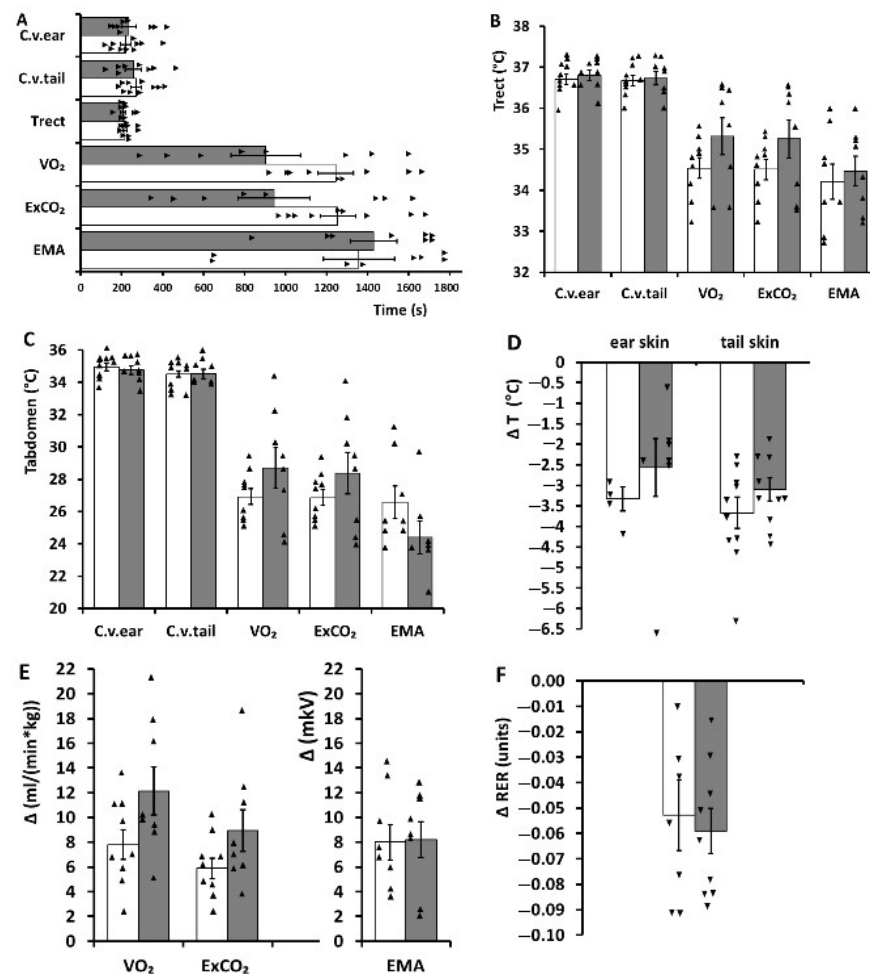 A
C.v.ear
C.v.tail
Trect
VO₂
ExCO₂
EMA
0 200 400 600 800 1000 1200 1400 1600 1800
Time (s)
B
Trect (°C)
38
37
36
35
34
33
32
C.v.ear C.v.tail VO₂ ExCO₂ EMA
C
Tabdomen (°C)
36
34
32
30
28
26
24
22
20
C.v.ear C.v.tail VO₂ ExCO₂ EMA
D
ear skin tail skin
Δ T (°C)
0
−0.5
−1
−1.5
−2
−2.5
−3
−3.5
−4
−4.5
−5
−5.5
−6
−6.5
E
Δ (ml/(min*kg))
22
20
18
16
14
12
10
8
6
4
2
0
VO₂ ExCO₂
Δ (mkV)
22
20
18
16
14
12
10
8
6
4
2
0
EMA
F
Δ RER (units)
0.00
−0.01
−0.02
−0.03
−0.04
−0.05
−0.06
−0.07
−0.08
−0.09
−0.10